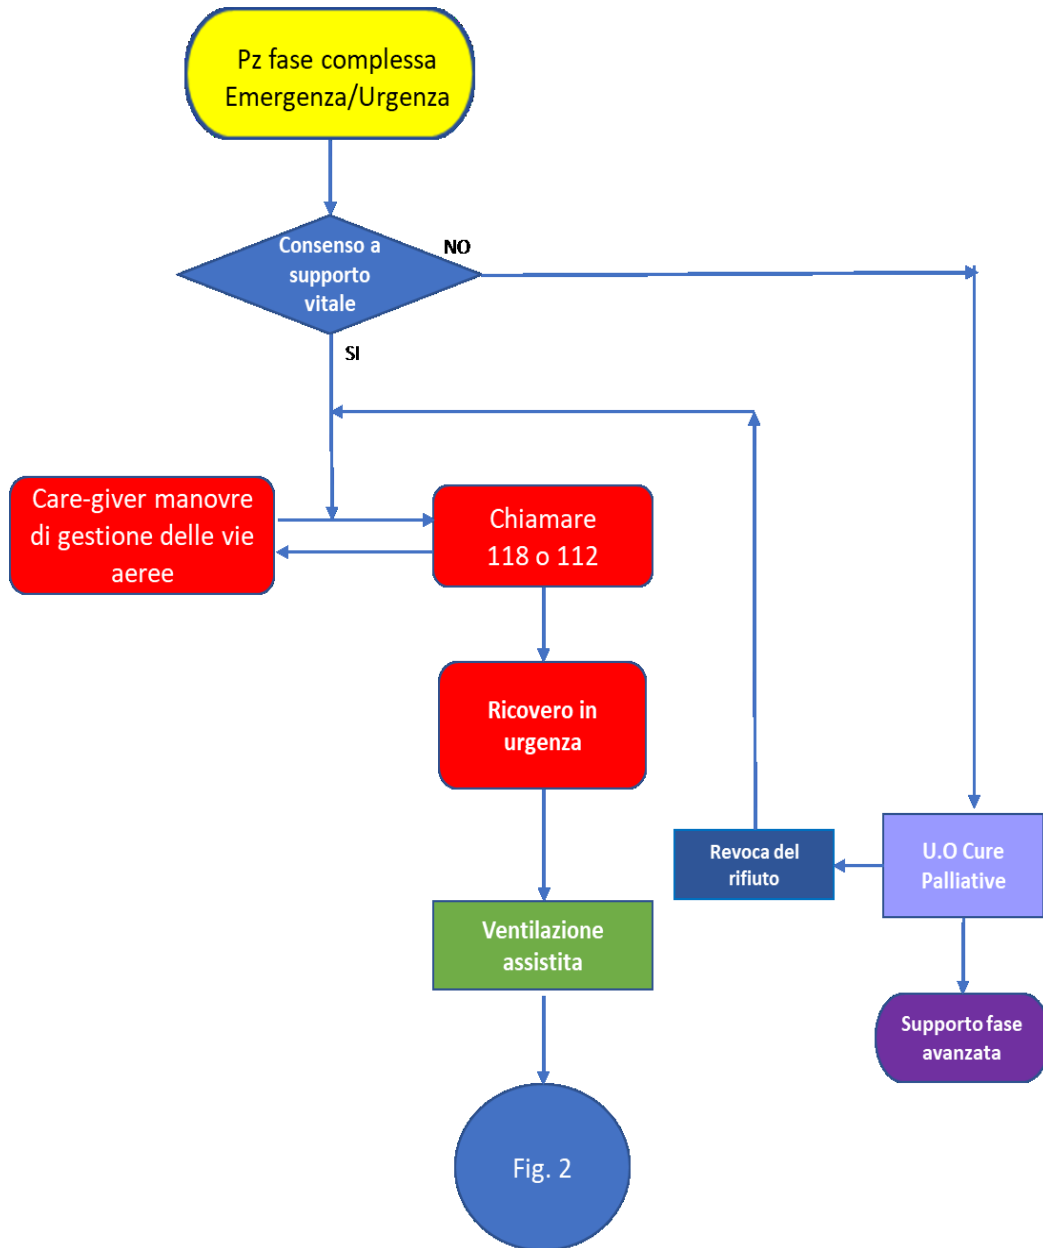 Pz fase complessa
Emergenza/Urgenza
Consenso a
supporto
vitale
NO
SI
Care-giver manovre
di gestione delle vie
aeree
Chiamare
118 o 112
Ricovero in
urgenza
Revoca del
rifiuto
U.O Cure
Palliative
Ventilazione
assistita
Supporto fase
avanzata
Fig. 2